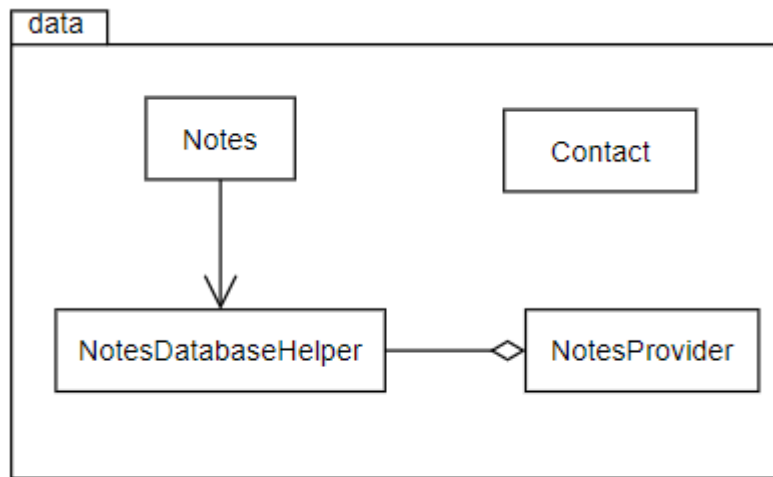 data
Notes
Contact
NotesDatabaseHelper
NotesProvider